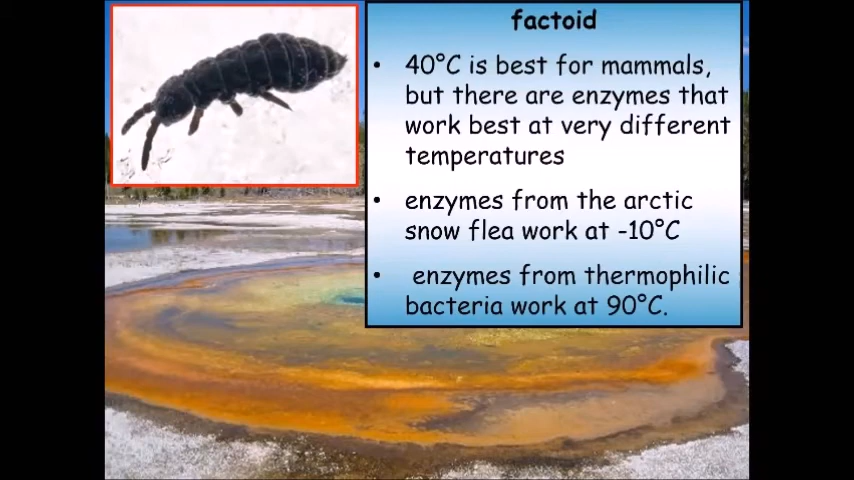 factoid
• 40°C is best for mammals,
but there are enzymes that
work best at very different
temperatures
• enzymes from the arctic
snow flea work at -10°C
• enzymes from thermophilic
bacteria work at 90°C.